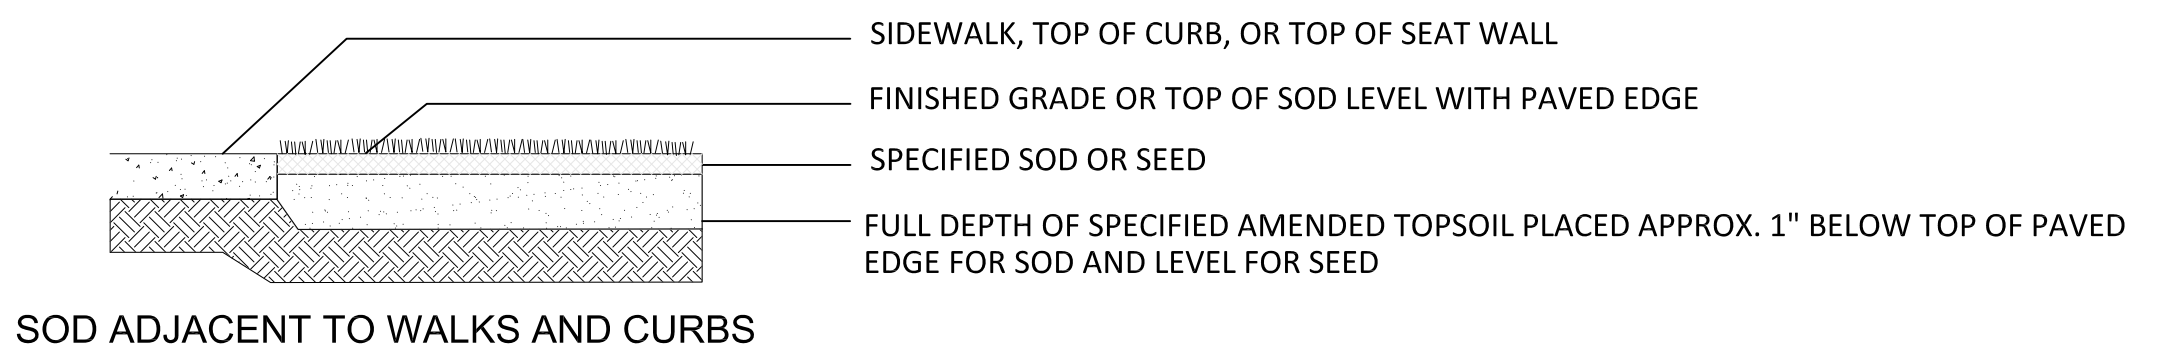 SIDEWALK, TOP OF CURB, OR TOP OF SEAT WALL
FINISHED GRADE OR TOP OF SOD LEVEL WITH PAVED EDGE
SPECIFIED SOD OR SEED
FULL DEPTH OF SPECIFIED AMENDED TOPSOIL PLACED APPROX. 1" BELOW TOP OF PAVED
EDGE FOR SOD AND LEVEL FOR SEED
SOD ADJACENT TO WALKS AND CURBS